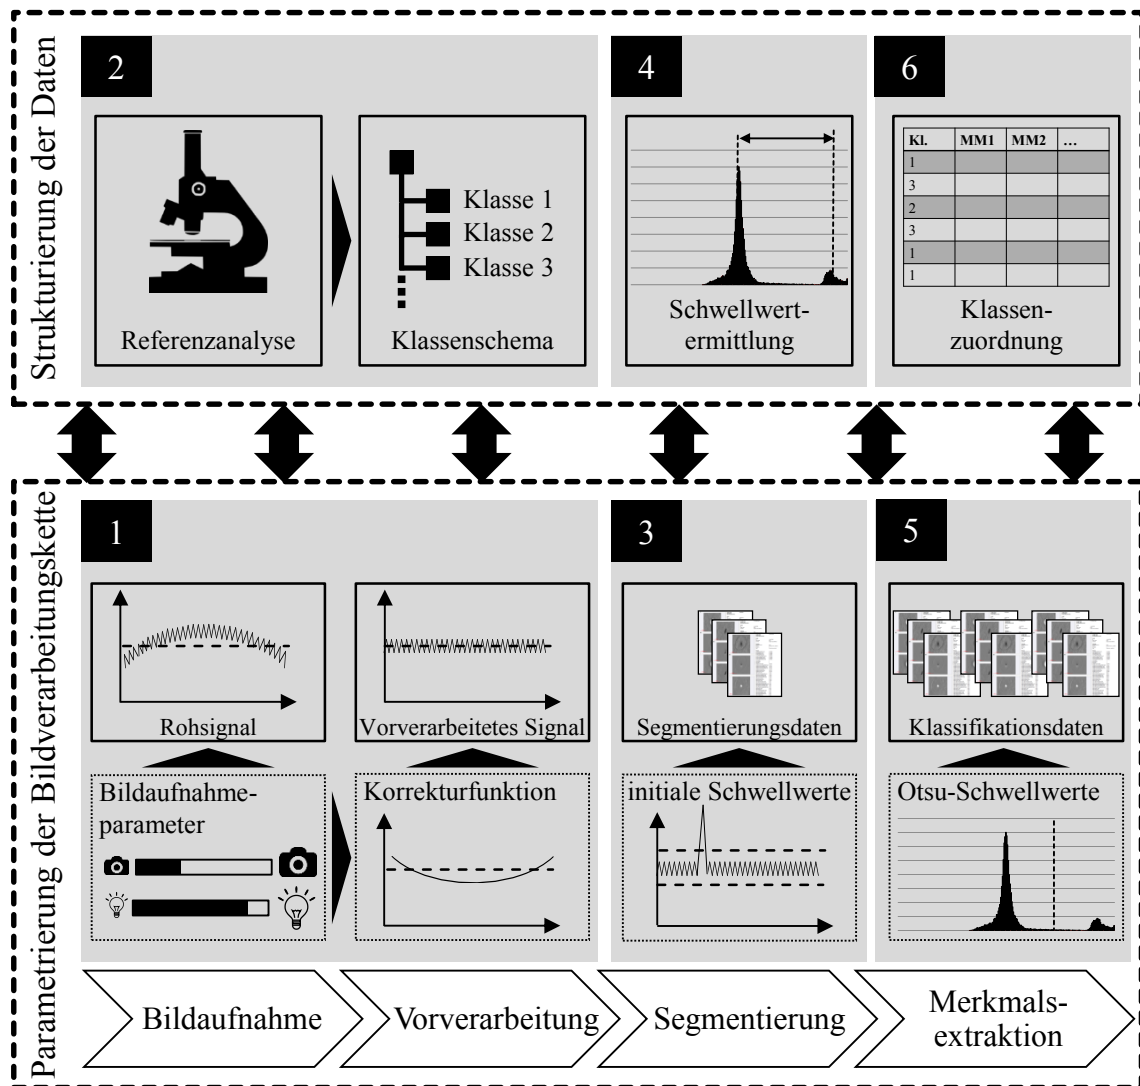 Strukturierung der Daten
2
Referenzanalyse
Klasse 1
Klasse 2
Klasse 3
Klassenschema
4
Schwellwert-
ermittlung
6
Kl. MM1 MM2 ...
1
3
2
3
1
1
Klassen-
zuordnung
Parametrierung der Bildverarbeitungskette
1
Rohsignal
Vorverarbeitetes Signal
Bildaufnahme-
parameter
Korrekturfunktion
3
Segmentierungsdaten
initiale Schwellwerte
5
Klassifikationsdaten
Otsu-Schwellwerte
Bildaufnahme
Vorverarbeitung
Segmentierung
Merkmals-
extraktion